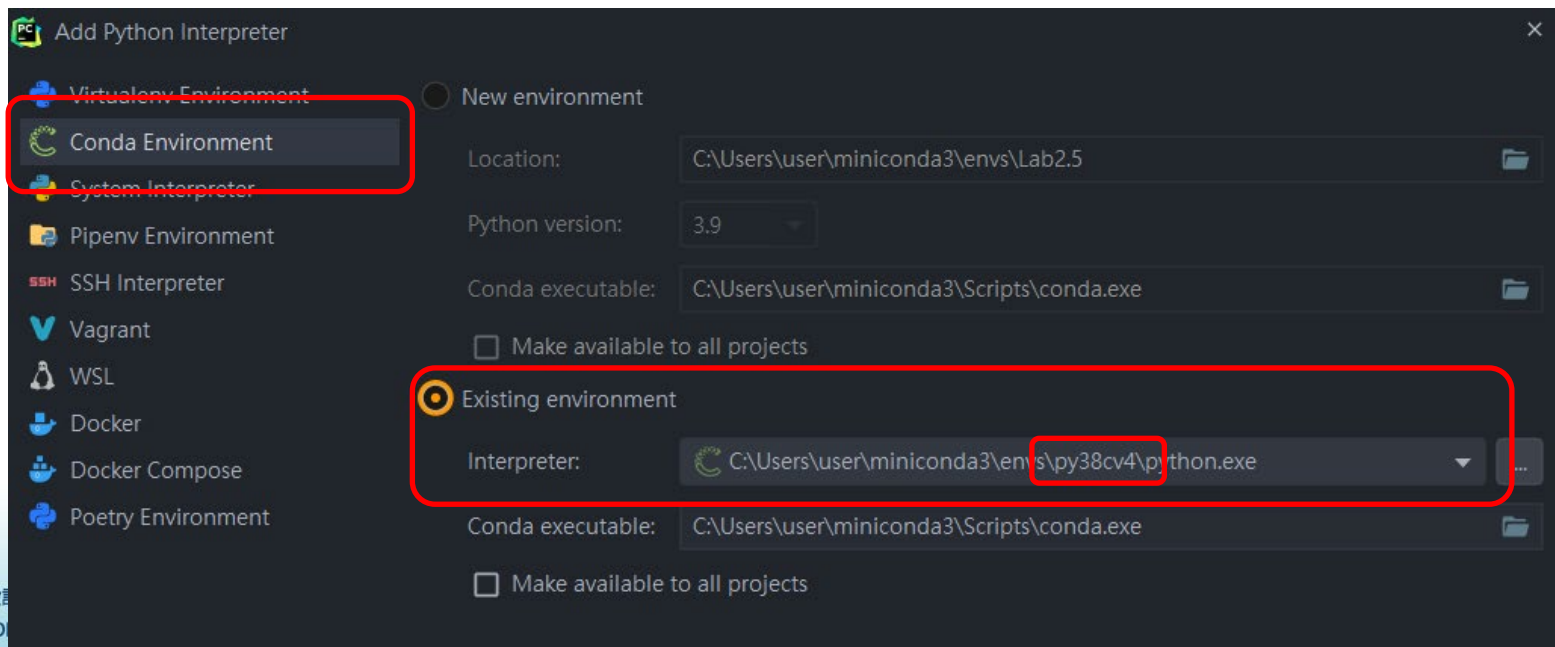 PC Add Python Interpreter
Virtualenv Environment
Conda Environment
System Interpreter
Pipenv Environment
SSH SSH Interpreter
Vagrant
WSL
Docker
Docker Compose
Poetry Environment
New environment
Location: C:\Users\user\miniconda3\envs\Lab2.5
Python version: 3.9
Conda executable: C:\Users\user\miniconda3\Scripts\conda.exe
Make available to all projects
Existing environment
Interpreter: C:\Users\user\miniconda3\envs\py38cv4\python.exe ...
Conda executable: C:\Users\user\miniconda3\Scripts\conda.exe
Make available to all projects